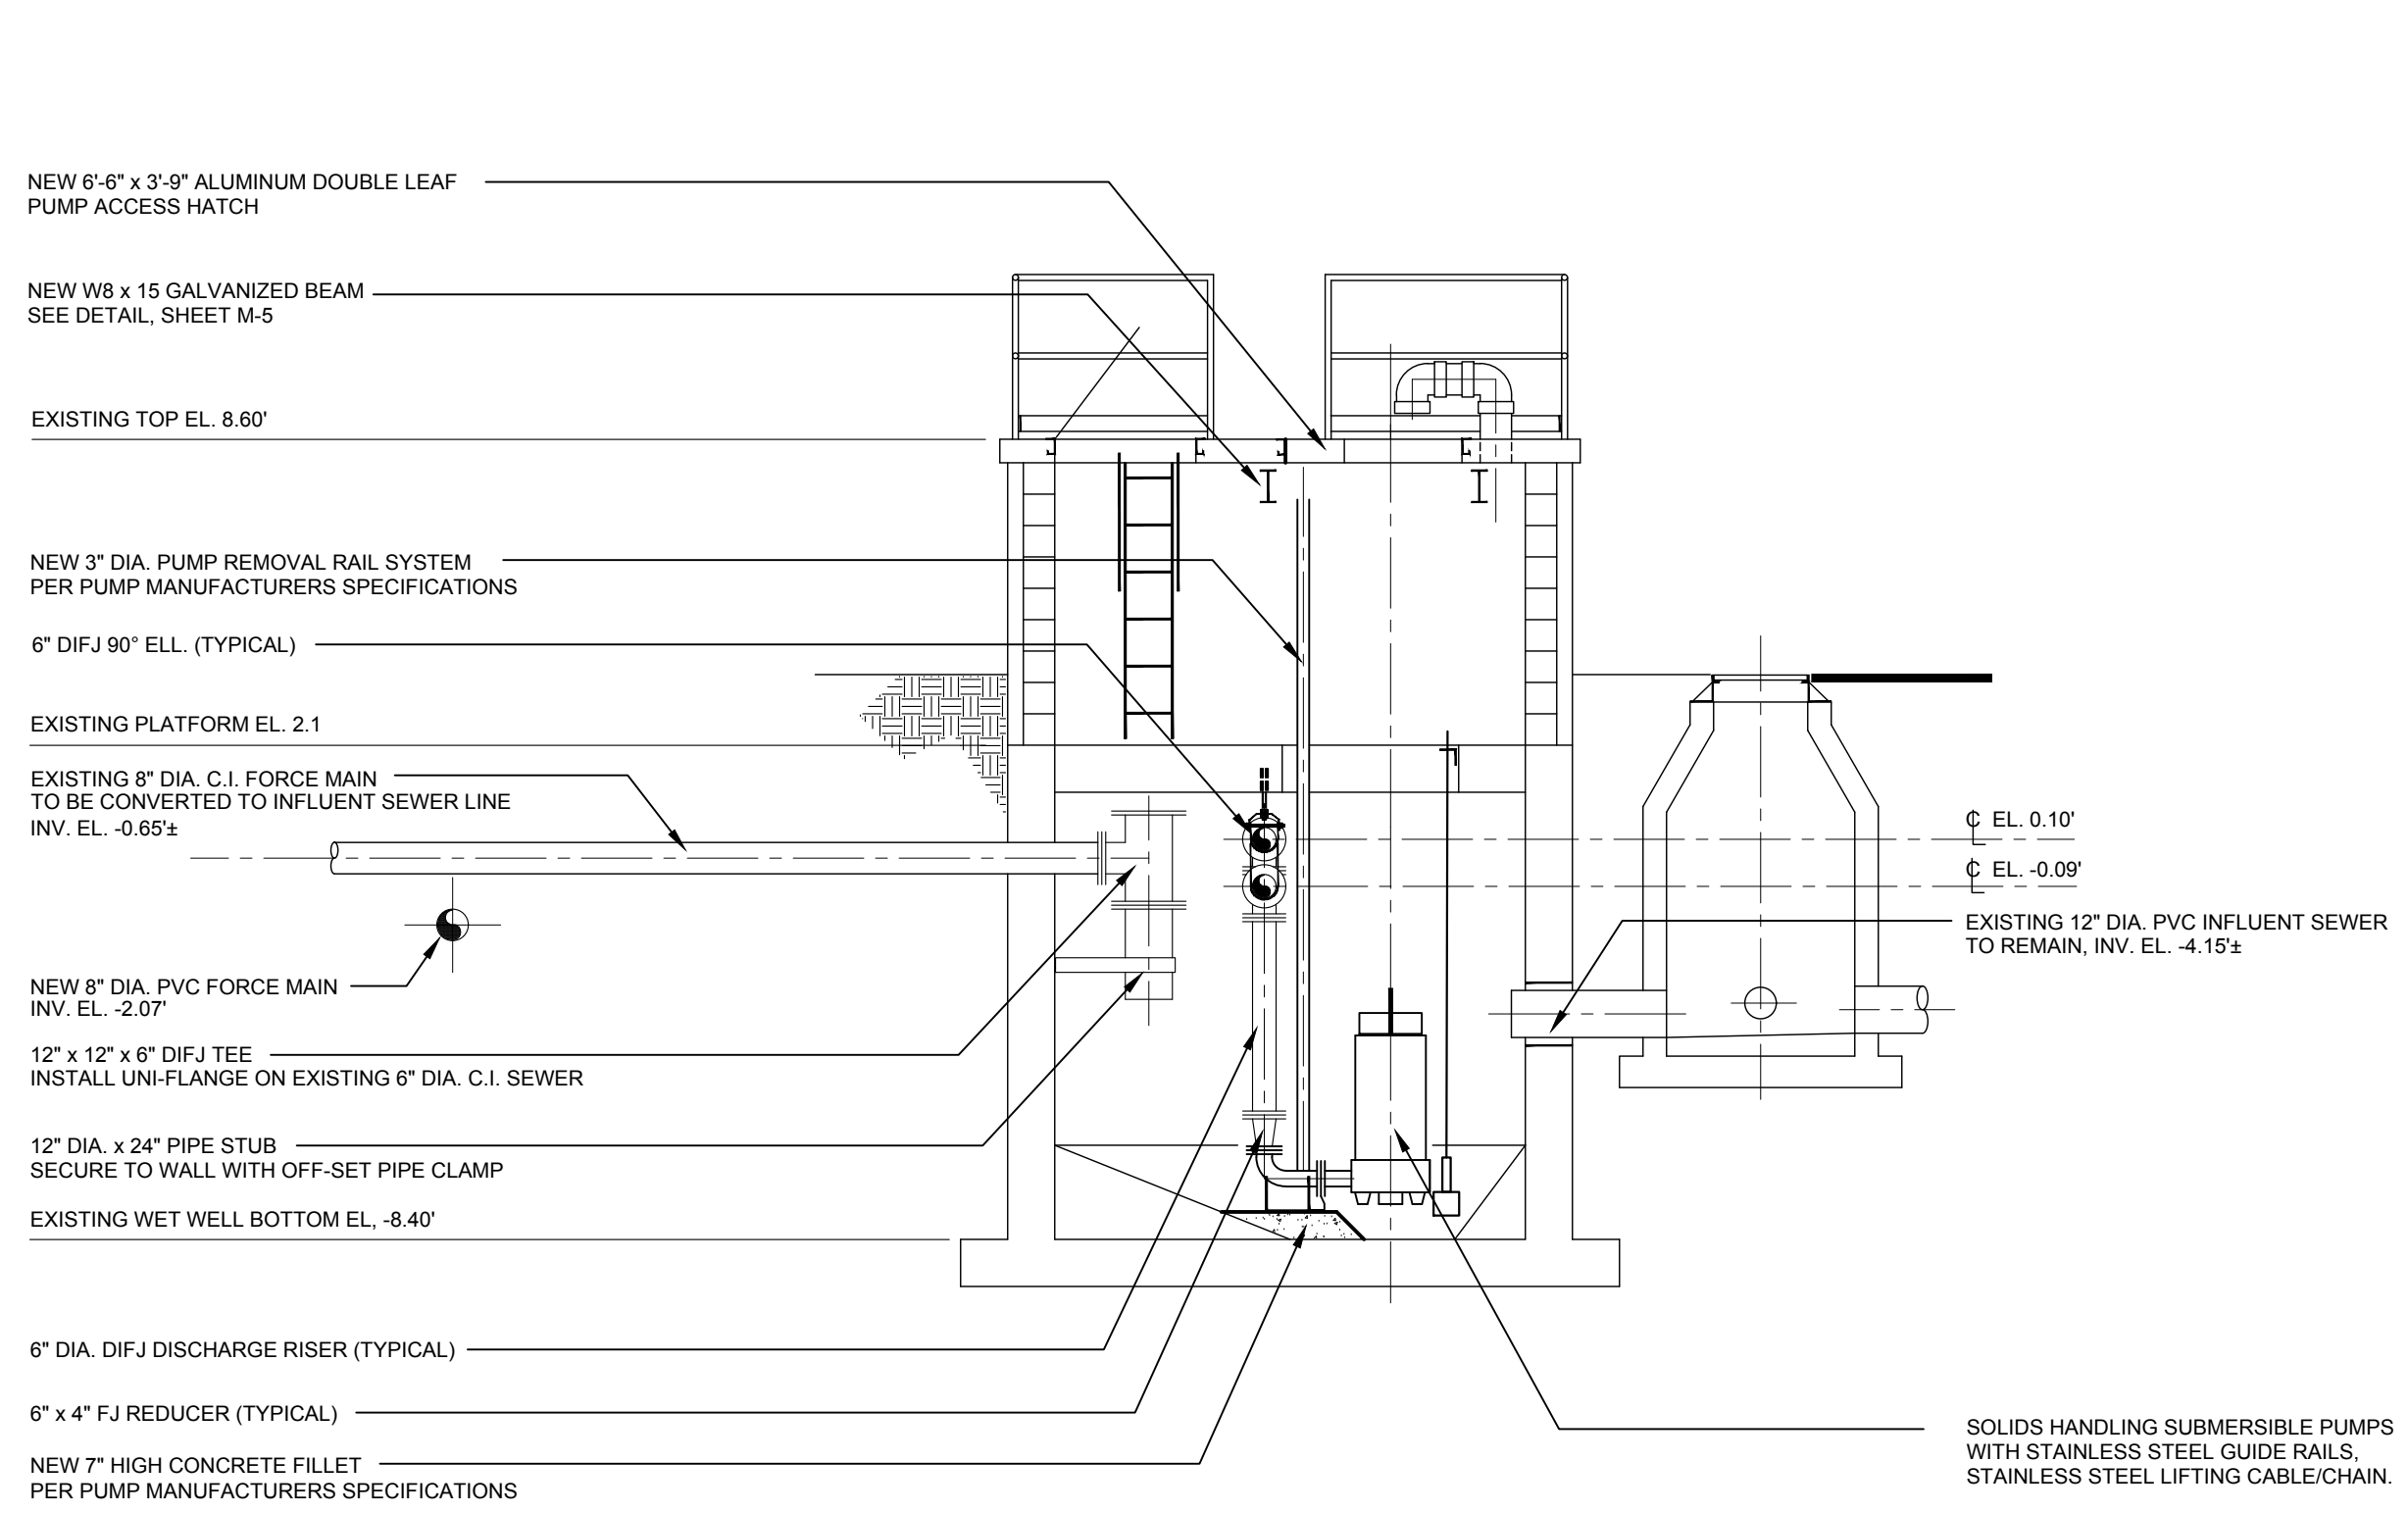 NEW 6'-6" x 3'-9" ALUMINUM DOUBLE LEAF
PUMP ACCESS HATCH
NEW W8 x 15 GALVANIZED BEAM
SEE DETAIL, SHEET M-5
EXISTING TOP EL. 8.60'
NEW 3" DIA. PUMP REMOVAL RAIL SYSTEM
PER PUMP MANUFACTURERS SPECIFICATIONS
6" DIFJ 90° ELL. (TYPICAL)
EXISTING PLATFORM EL. 2.1
EXISTING 8" DIA. C.I. FORCE MAIN
TO BE CONVERTED TO INFLUENT SEWER LINE
INV. EL. -0.65'±
NEW 8" DIA. PVC FORCE MAIN
INV. EL. -2.07'
12" x 12" x 6" DIFJ TEE
INSTALL UNI-FLANGE ON EXISTING 6" DIA. C.I. SEWER
12" DIA. x 24" PIPE STUB
SECURE TO WALL WITH OFF-SET PIPE CLAMP
EXISTING WET WELL BOTTOM EL, -8.40'
6" DIA. DIFJ DISCHARGE RISER (TYPICAL)
6" x 4" FJ REDUCER (TYPICAL)
NEW 7" HIGH CONCRETE FILLET
PER PUMP MANUFACTURERS SPECIFICATIONS
℄ EL. 0.10'
℄ EL. -0.09'
EXISTING 12" DIA. PVC INFLUENT SEWER
TO REMAIN, INV. EL. -4.15'±
SOLIDS HANDLING SUBMERSIBLE PUMPS
WITH STAINLESS STEEL GUIDE RAILS,
STAINLESS STEEL LIFTING CABLE/CHAIN.